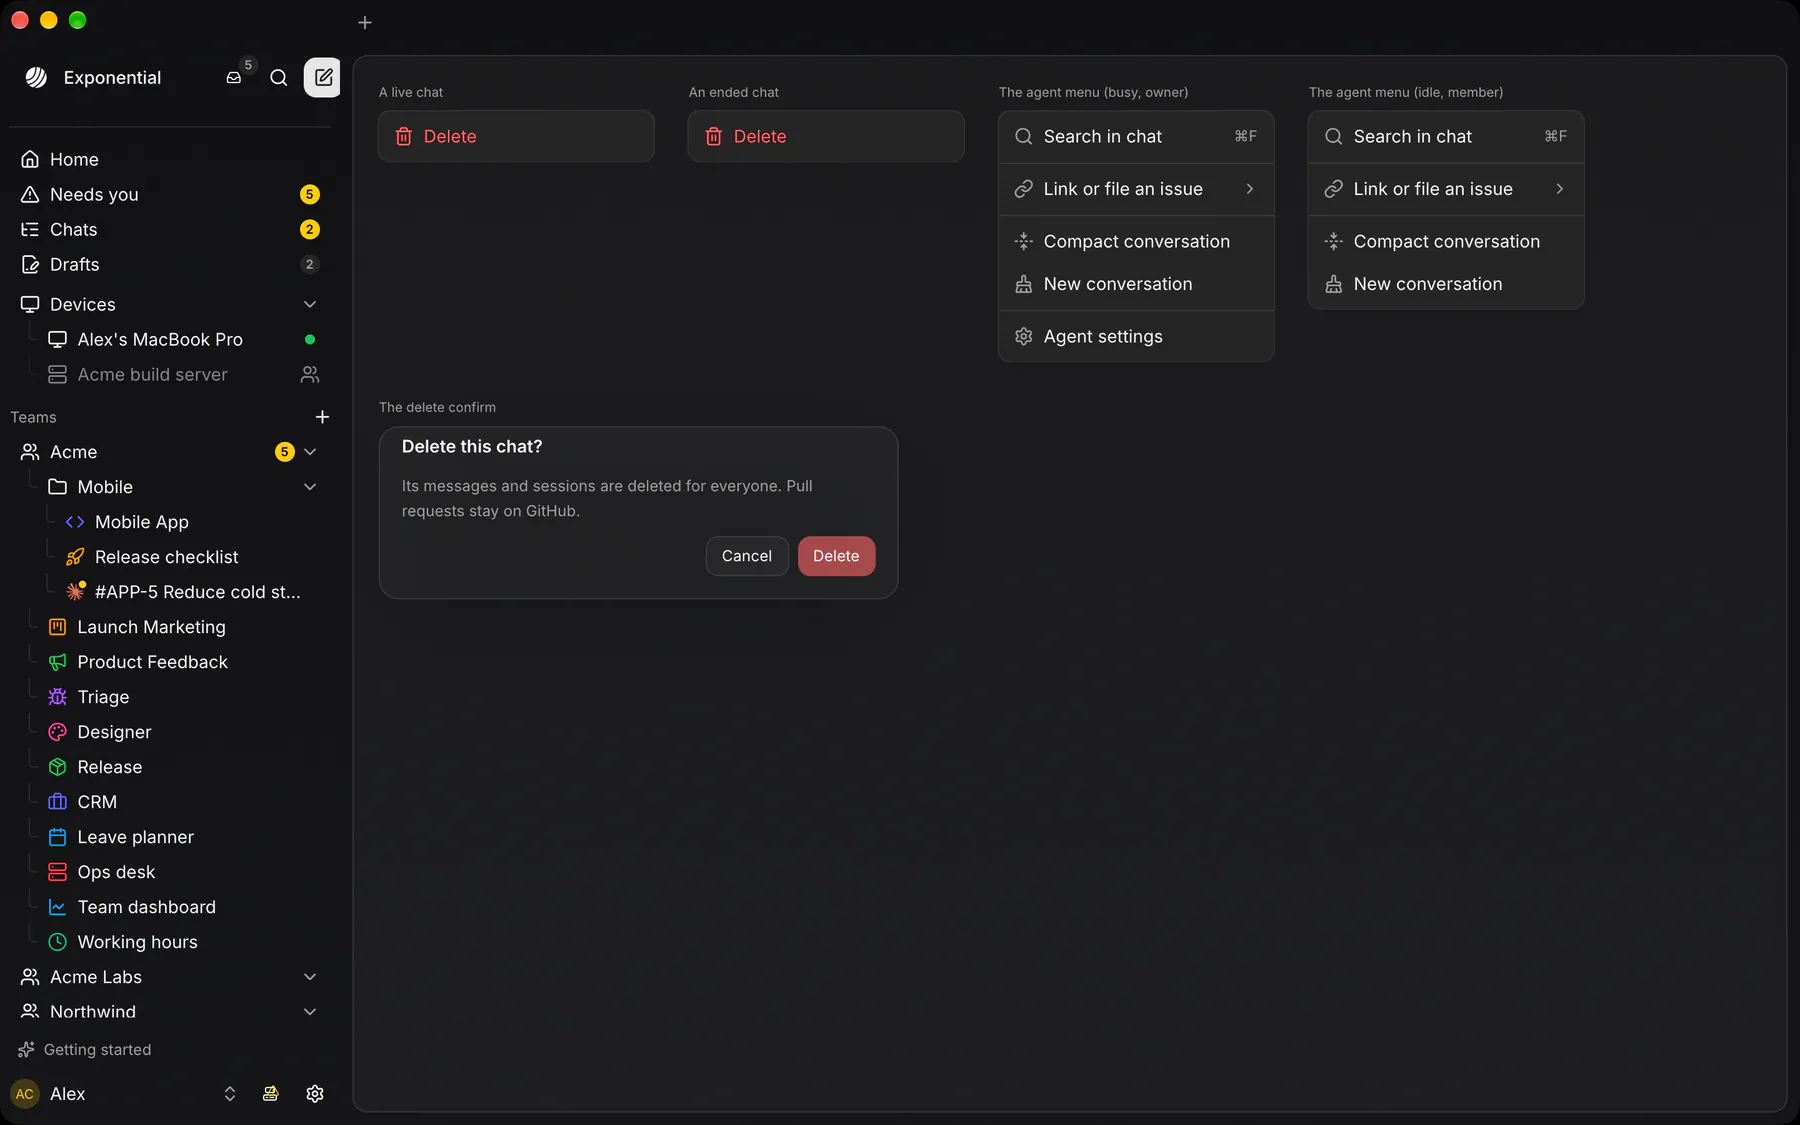 Exponential
5
Home
Needs you
5
Chats
2
Drafts
2
Devices
Alex's MacBook Pro
Acme build server
Teams
Acme
5
Mobile
Mobile App
Release checklist
#APP-5 Reduce cold st...
Launch Marketing
Product Feedback
Triage
Designer
Release
CRM
Leave planner
Ops desk
Team dashboard
Working hours
Acme Labs
Northwind
Getting started
AC
Alex
A live chat
Delete
An ended chat
Delete
The agent menu (busy, owner)
Search in chat ⌘F
Link or file an issue
Compact conversation
New conversation
Agent settings
The agent menu (idle, member)
Search in chat ⌘F
Link or file an issue
Compact conversation
New conversation
The delete confirm
Delete this chat?
Its messages and sessions are deleted for everyone. Pull
requests stay on GitHub.
Cancel
Delete